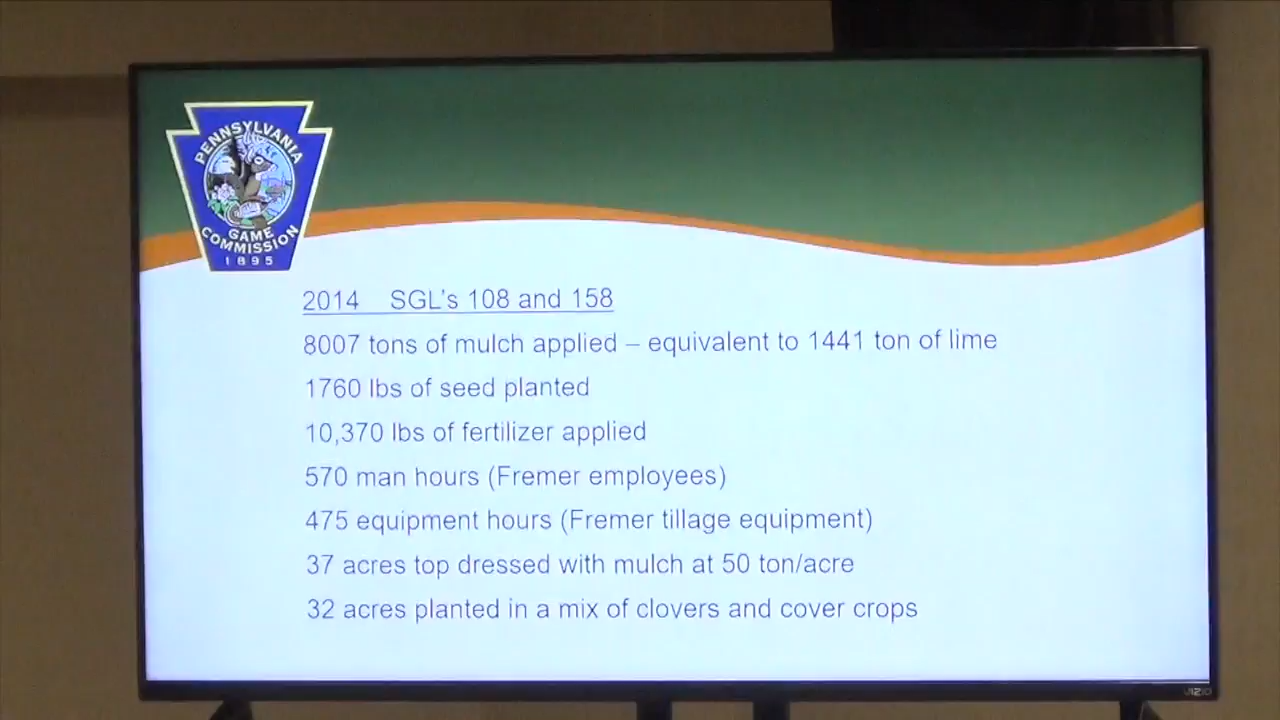 PENNSYLVANIA
GAME
COMMISSION
1895
2014 SGL's 108 and 158
8007 tons of mulch applied – equivalent to 1441 ton of lime
1760 lbs of seed planted
10,370 lbs of fertilizer applied
570 man hours (Fremer employees)
475 equipment hours (Fremer tillage equipment)
37 acres top dressed with mulch at 50 ton/acre
32 acres planted in a mix of clovers and cover crops
VIZIO